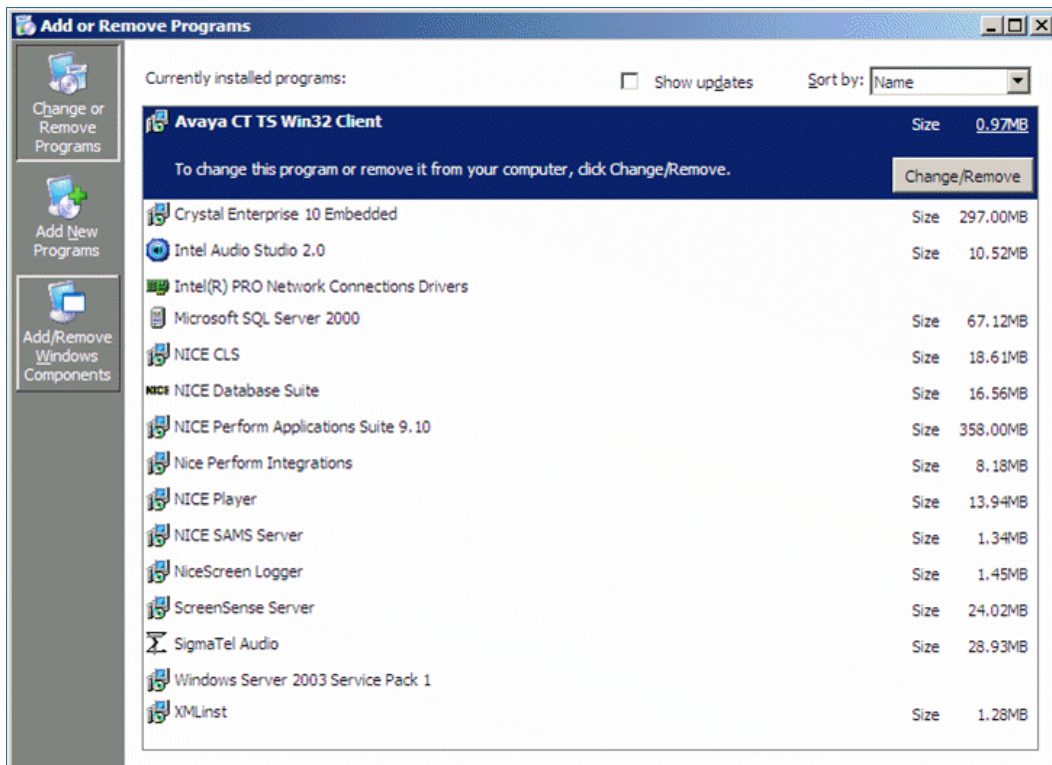 Add or Remove Programs
Change or
Remove
Programs
Add New
Programs
Add/Remove
Windows
Components
Currently installed programs:
Show updates
Sort by: Name
Avaya CT TS Win32 Client Size 0.97MB
To change this program or remove it from your computer, click Change/Remove.
Change/Remove
Crystal Enterprise 10 Embedded Size 297.00MB
Intel Audio Studio 2.0 Size 10.52MB
Intel(R) PRO Network Connections Drivers
Microsoft SQL Server 2000 Size 67.12MB
NICE CLS Size 18.61MB
NICE NICE Database Suite Size 16.56MB
NICE Perform Applications Suite 9.10 Size 358.00MB
Nice Perform Integrations Size 8.18MB
NICE Player Size 13.94MB
NICE SAMS Server Size 1.34MB
NiceScreen Logger Size 1.45MB
ScreenSense Server Size 24.02MB
SigmaTel Audio Size 28.93MB
Windows Server 2003 Service Pack 1
XMLinst Size 1.28MB